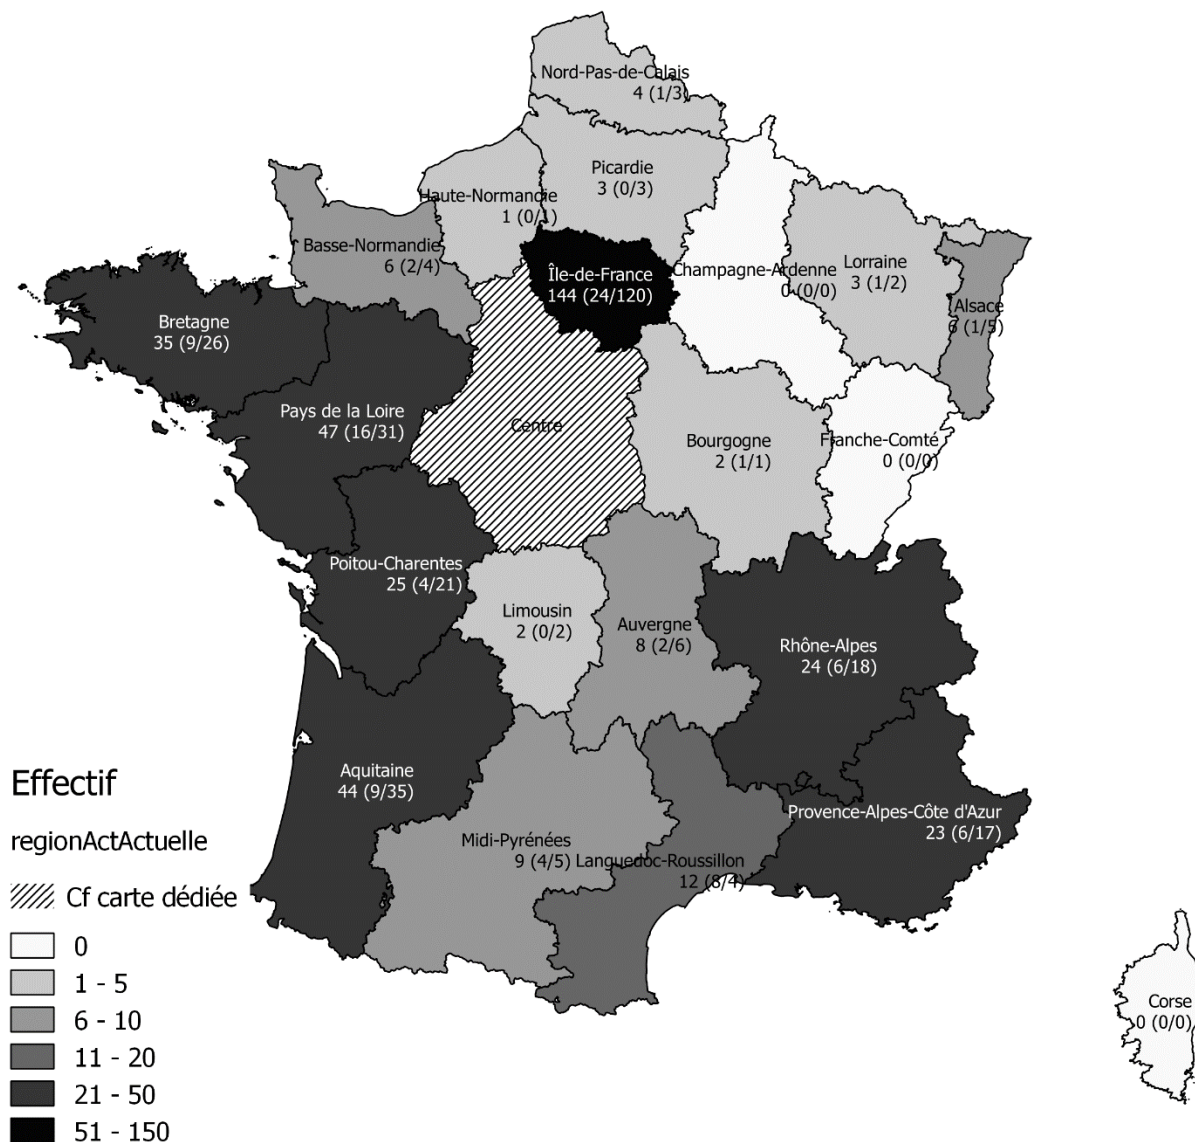 Nord-Pas-de-Calais
4 (1/3)
Picardie
3 (0/3)
Haute-Normandie
1 (0/1)
Basse-Normandie
6 (2/4)
Île-de-France
144 (24/120)
Champagne-Ardenne
0 (0/0)
Lorraine
3 (1/2)
Alsace
6 (1/5)
Bretagne
35 (9/26)
Pays de la Loire
47 (16/31)
Centre
Bourgogne
2 (1/1)
Franche-Comté
0 (0/0)
Poitou-Charentes
25 (4/21)
Limousin
2 (0/2)
Auvergne
8 (2/6)
Rhône-Alpes
24 (6/18)
Aquitaine
44 (9/35)
Midi-Pyrénées
9 (4/5)
Languedoc-Roussillon
12 (8/4)
Provence-Alpes-Côte d'Azur
23 (6/17)
Corse
0 (0/0)
Effectif
regionActActuelle
Cf carte dédiée
0
1 - 5
6 - 10
11 - 20
21 - 50
51 - 150